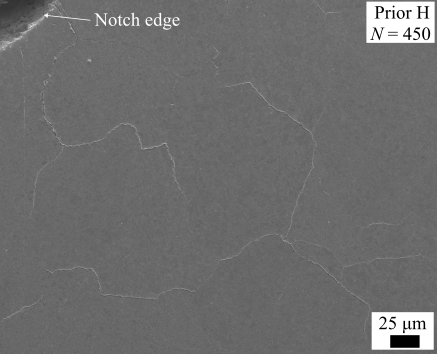 Notch edge
Prior H
N = 450
25 μm